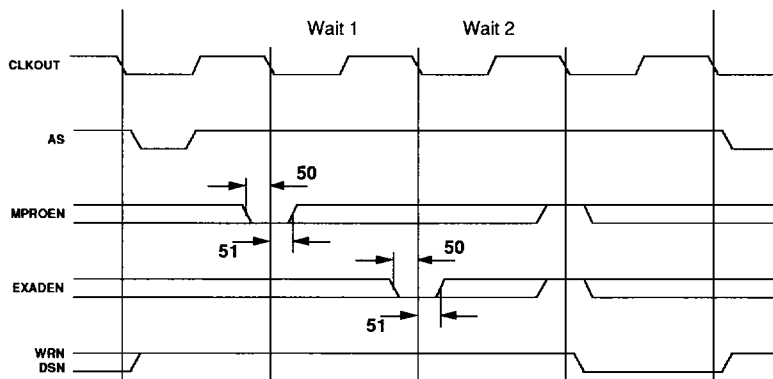 Wait 1 Wait 2
CLKOUT
AS
50
MPROEN
51
50
EXADEN
51
WRN
DSN